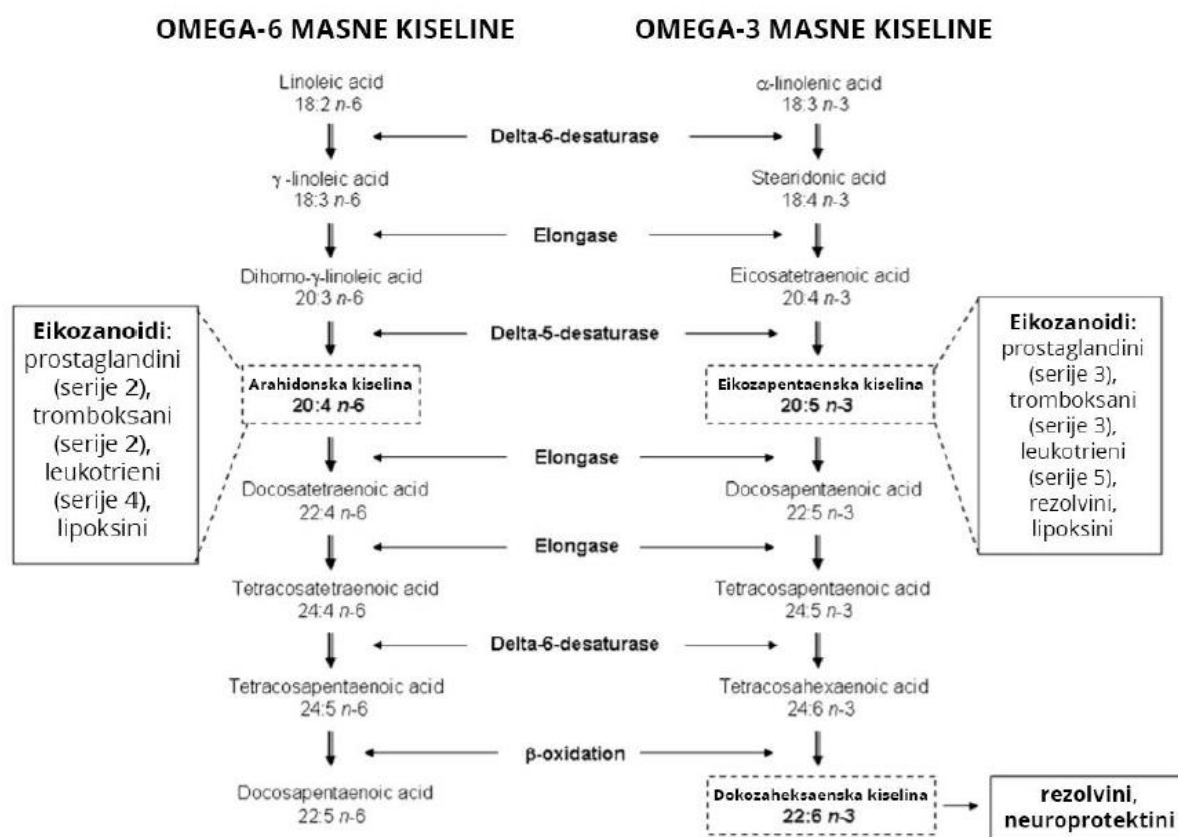 OMEGA-6 MASNE KISELINE
OMEGA-3 MASNE KISELINE
Linoleic acid
18:2 n-6
α-linolenic acid
18:3 n-3
Delta-6-desaturase
γ-linoleic acid
18:3 n-6
Stearidonic acid
18:4 n-3
Elongase
Dihomo-γ-linoleic acid
20:3 n-6
Eicosatetraenoic acid
20:4 n-3
Delta-5-desaturase
Eikozanoidi:
prostaglandini
(serije 2),
tromboksani
(serije 2),
leukotrieni
(serije 4),
lipoksini
Arahidonska kiselina
20:4 n-6
Eikozapentaenska kiselina
20:5 n-3
Eikozanoidi:
prostaglandini
(serije 3),
tromboksani
(serije 3),
leukotrieni
(serije 5),
rezolvini,
lipoksini
Elongase
Docosatetraenoic acid
22:4 n-6
Docosapentaenoic acid
22:5 n-3
Elongase
Tetracosatetraenoic acid
24:4 n-6
Tetracosapentaenoic acid
24:5 n-3
Delta-6-desaturase
Tetracosapentaenoic acid
24:5 n-6
Tetracosahexaenoic acid
24:6 n-3
β-oxidation
Docosapentaenoic acid
22:5 n-6
Dokozaheksaenska kiselina
22:6 n-3
rezolvini,
neuroprotektini